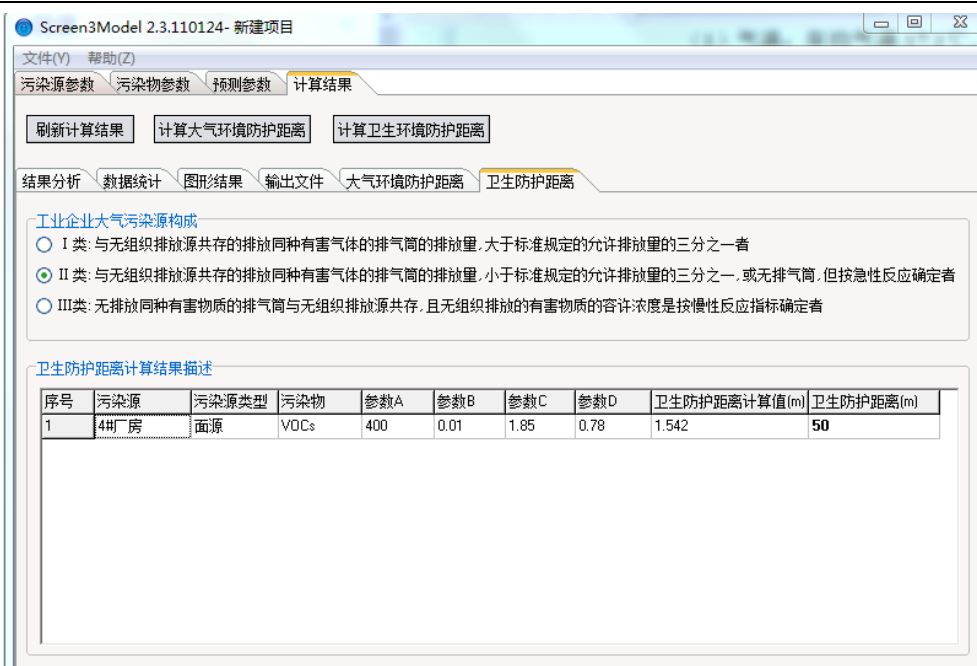 Screen3Model 2.3.110124- 新建项目
文件(Y) 帮助(Z)
污染源参数 污染物参数 预测参数 计算结果
刷新计算结果 计算大气环境防护距离 计算卫生环境防护距离
结果分析 数据统计 图形结果 输出文件 大气环境防护距离 卫生防护距离
工业企业大气污染源构成
I 类: 与无组织排放源共存的排放同种有害气体的排气筒的排放量,大于标准规定的允许排放量的三分之一者
II 类: 与无组织排放源共存的排放同种有害气体的排气筒的排放量,小于标准规定的允许排放量的三分之一,或无排气筒,但按急性反应确定者
III类: 无排放同种有害物质的排气筒与无组织排放源共存,且无组织排放的有害物质的容许浓度是按慢性反应指标确定者
卫生防护距离计算结果描述
序号 污染源 污染源类型 污染物 参数A 参数B 参数C 参数D 卫生防护距离计算值(m) 卫生防护距离(m)
1 4#厂房 面源 VOCs 400 0.01 1.85 0.78 1.542 50